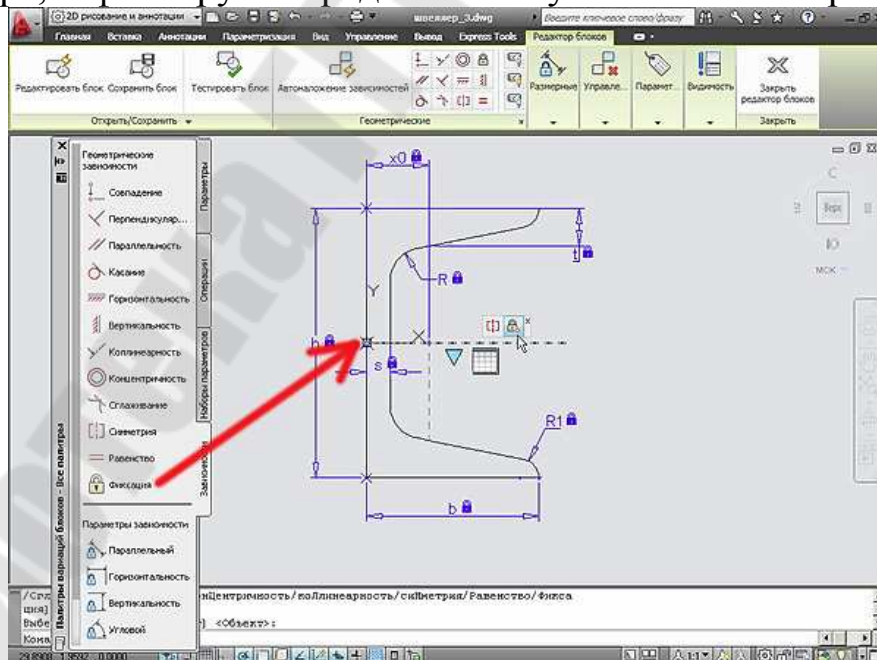 2D рисование и аннотации
швеллер_3.dwg
Введите ключевое слово/фразу
Главная Вставка Аннотации Параметризация Вид Управление Вывод Express Tools Редактор блоков
Редактировать блок Сохранить блок Тестировать блок Автоналожение зависимостей Размерные Управле... Парамет... Видимость Закрыть
редактор блоков
Открыть/Сохранить Геометрические Закрыть
Геометрические
зависимости
Совпадение
Перпендикуляр...
Параллельность
Касание
Горизонтальность
Вертикальность
Коллинеарность
Концентричность
Сглаживание
Симметрия
Равенство
Фиксация
Параметры зависимости
Параллельный
Горизонтальность
Вертикальность
Угловой
Параметры
Операции
Наборы параметров
Зависимости
Палитры вариаций блоков - Все палитры
x0
t
R
Y
X
h
s
R1
b
С
Верх
Ю
МСК
нЦентричность/коЛлинеарность/сиМметрия/Равенство/Фикса
ция]
<Объект>: